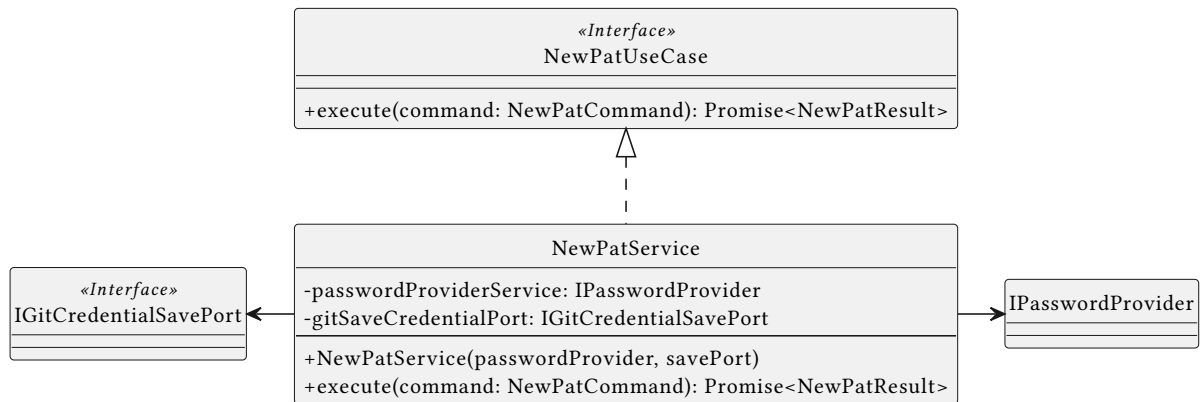 «Interface»
NewPatUseCase
+execute(command: NewPatCommand): Promise<NewPatResult>
NewPatService
-passwordProviderService: IPasswordProvider
-gitSaveCredentialPort: IGitCredentialSavePort
+NewPatService(passwordProvider, savePort)
+execute(command: NewPatCommand): Promise<NewPatResult>
«Interface»
IGitCredentialSavePort
IPasswordProvider